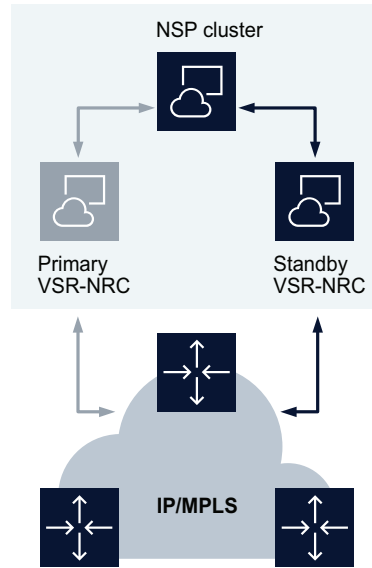 NSP cluster
Primary
VSR-NRC
Standby
VSR-NRC
IP/MPLS